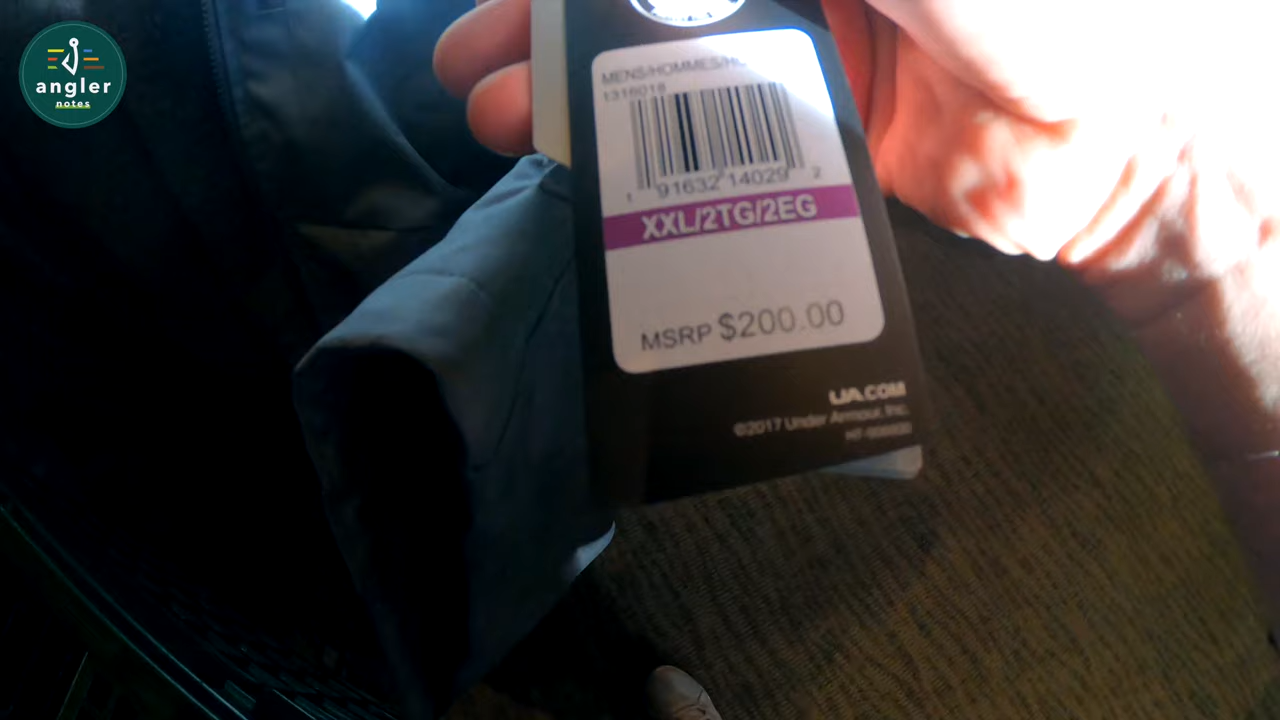 angler
notes
MENS/HOMMES/
1316018
1 91632 14029 2
XXL/2TG/2EG
MSRP $200.00
UA.COM
©2017 Under Armour, Inc.